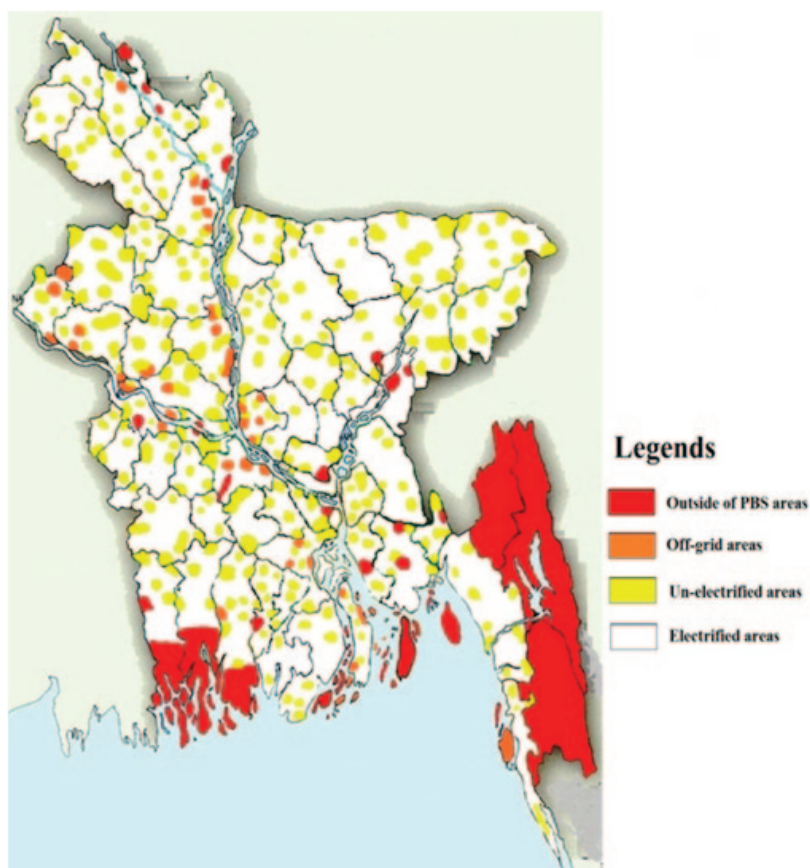 Legends
Outside of PBS areas
Off-grid areas
Un-electrified areas
Electrified areas